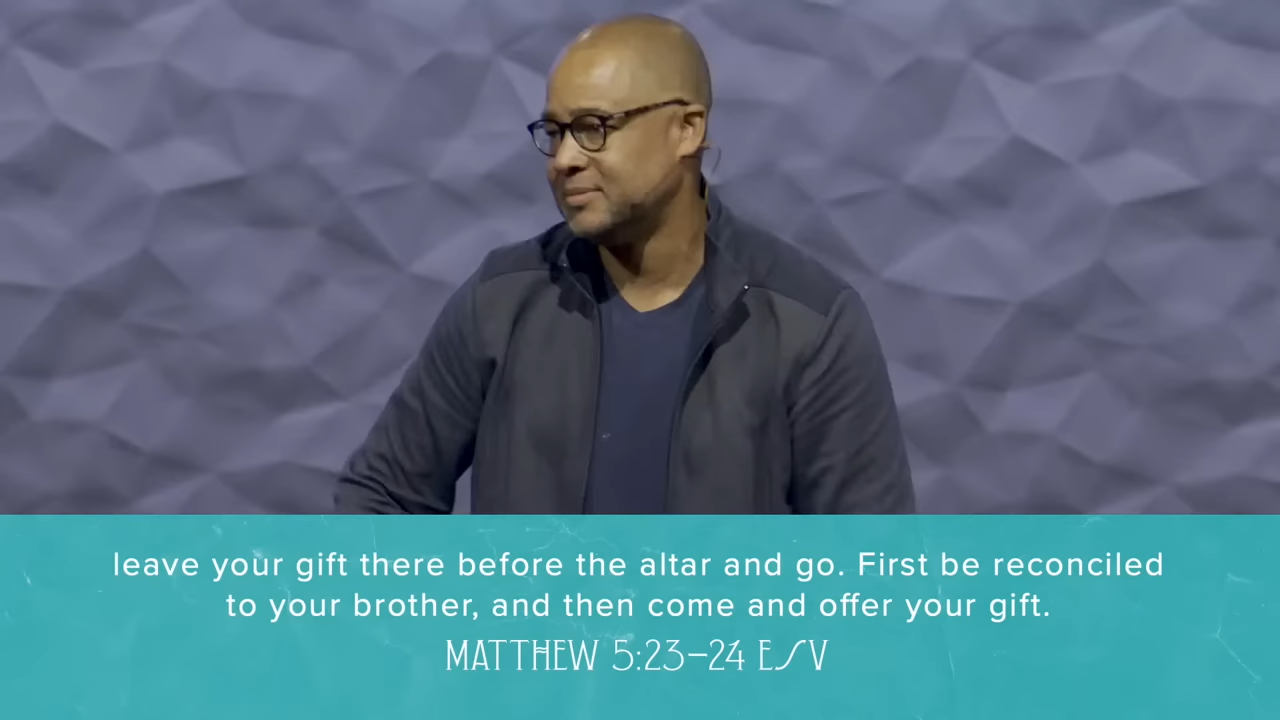 leave your gift there before the altar and go. First be reconciled
to your brother, and then come and offer your gift.
MATTHEW 5:23–24 ESV